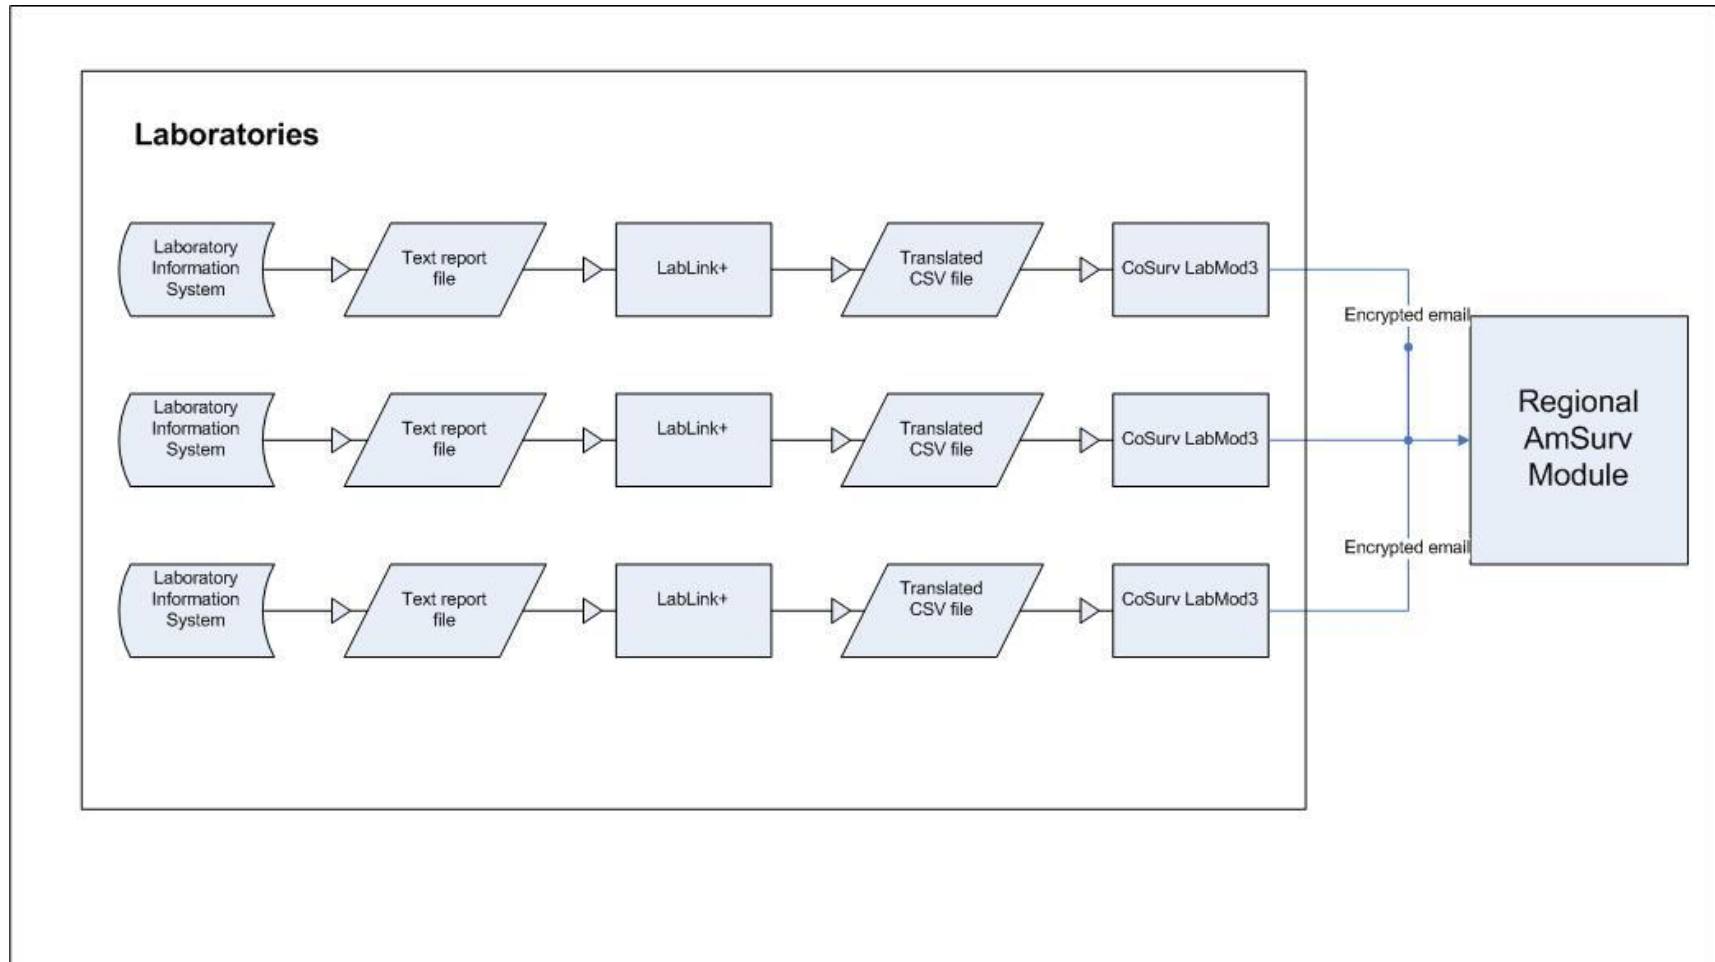 Laboratories
Laboratory
Information
System
Text report
file
LabLink+
Translated
CSV file
CoSurv LabMod3
Encrypted email
Laboratory
Information
System
Text report
file
LabLink+
Translated
CSV file
CoSurv LabMod3
Regional
AmSurv
Module
Encrypted email
Laboratory
Information
System
Text report
file
LabLink+
Translated
CSV file
CoSurv LabMod3